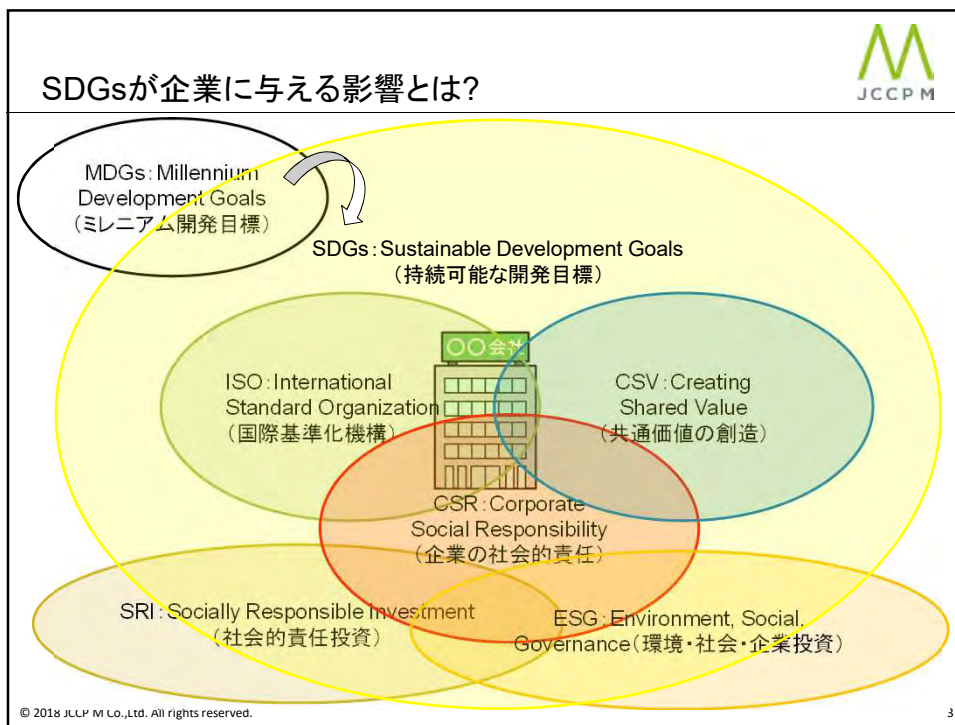 SDGsが企業に与える影響とは?
JCCP M
MDGs：Millennium
Development Goals
（ミレニアム開発目標）
SDGs：Sustainable Development Goals
（持続可能な開発目標）
〇〇会社
ISO：International
Standard Organization
（国際基準化機構）
CSV：Creating
Shared Value
（共通価値の創造）
CSR：Corporate
Social Responsibility
（企業の社会的責任）
SRI：Socially Responsible Investment
（社会的責任投資）
ESG：Environment, Social.
Governance（環境・社会・企業投資）
© 2018 JCCP M Co.,Ltd. All rights reserved.
3